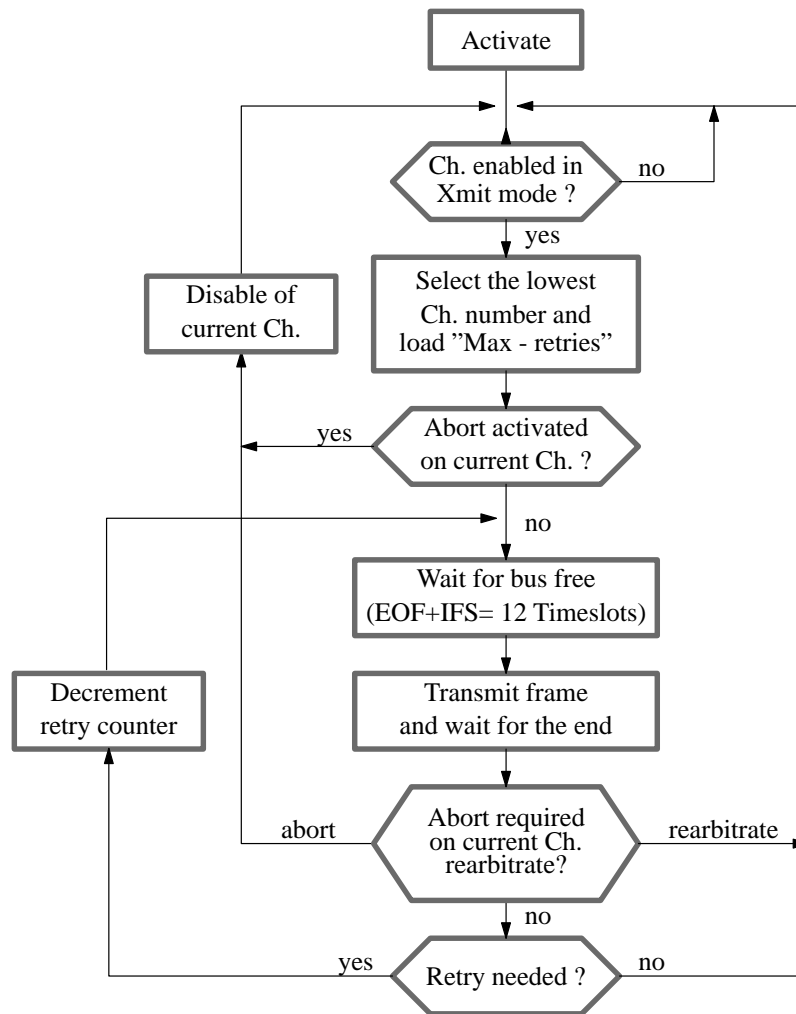 Activate
Ch. enabled in
Xmit mode ?
no
yes
Select the lowest
Ch. number and
load ”Max - retries”
Disable of
current Ch.
yes
Abort activated
on current Ch. ?
no
Wait for bus free
(EOF+IFS= 12 Timeslots)
Decrement
retry counter
Transmit frame
and wait for the end
abort
Abort required
on current Ch.
rearbitrate?
rearbitrate
no
yes
Retry needed ?
no